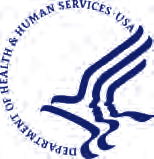 DEPARTMENT OF HEALTH & HUMAN SERVICES · USA